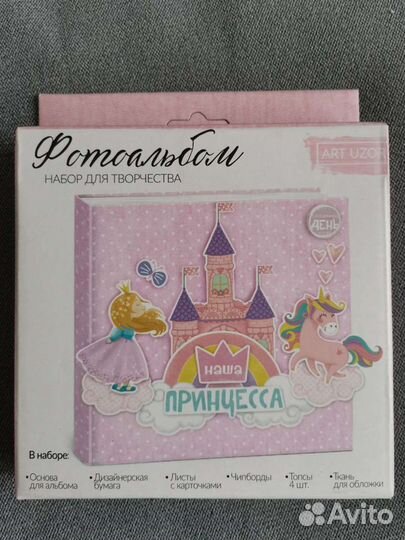 Фотоальбом
НАБОР ДЛЯ ТВОРЧЕСТВА
ART UZOR
ДЕНЬ
наша
ПРИНЦЕССА
В наборе:
•Основа для альбома
•Дизайнерская бумага
•Листы с карточками
•Чипборды
•Топсы 4 шт.
•Ткань для обложки
Avito